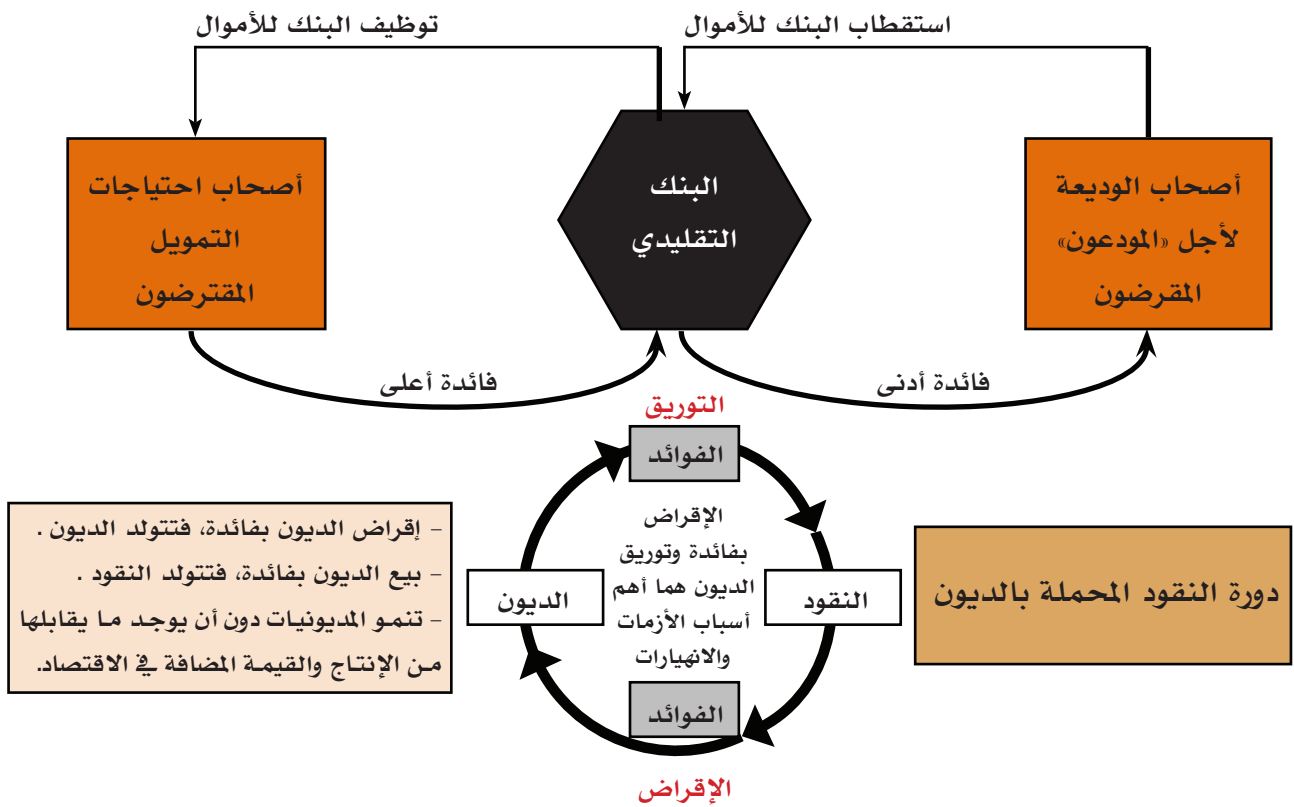 استقطاب البنك للأموال
توظيف البنك للأموال
أصحاب الوديعة
لأجل «المودعون»
المقرضون
البنك
التقليدي
أصحاب احتياجات
التمويل
المقترضون
فائدة أدنى
فائدة أعلى
التوريق
الفوائد
الإقراض
بفائدة وتوريق
الديون هما أهم
أسباب الأزمات
والانهيارات
النقود
الديون
الفوائد
الإقراض
دورة النقود المحملة بالديون
- إقراض الديون بفائدة، فتتولد الديون .
- بيع الديون بفائدة، فتتولد النقود .
- تنمو المديونيات دون أن يوجد ما يقابلها
من الإنتاج والقيمة المضافة في الاقتصاد.